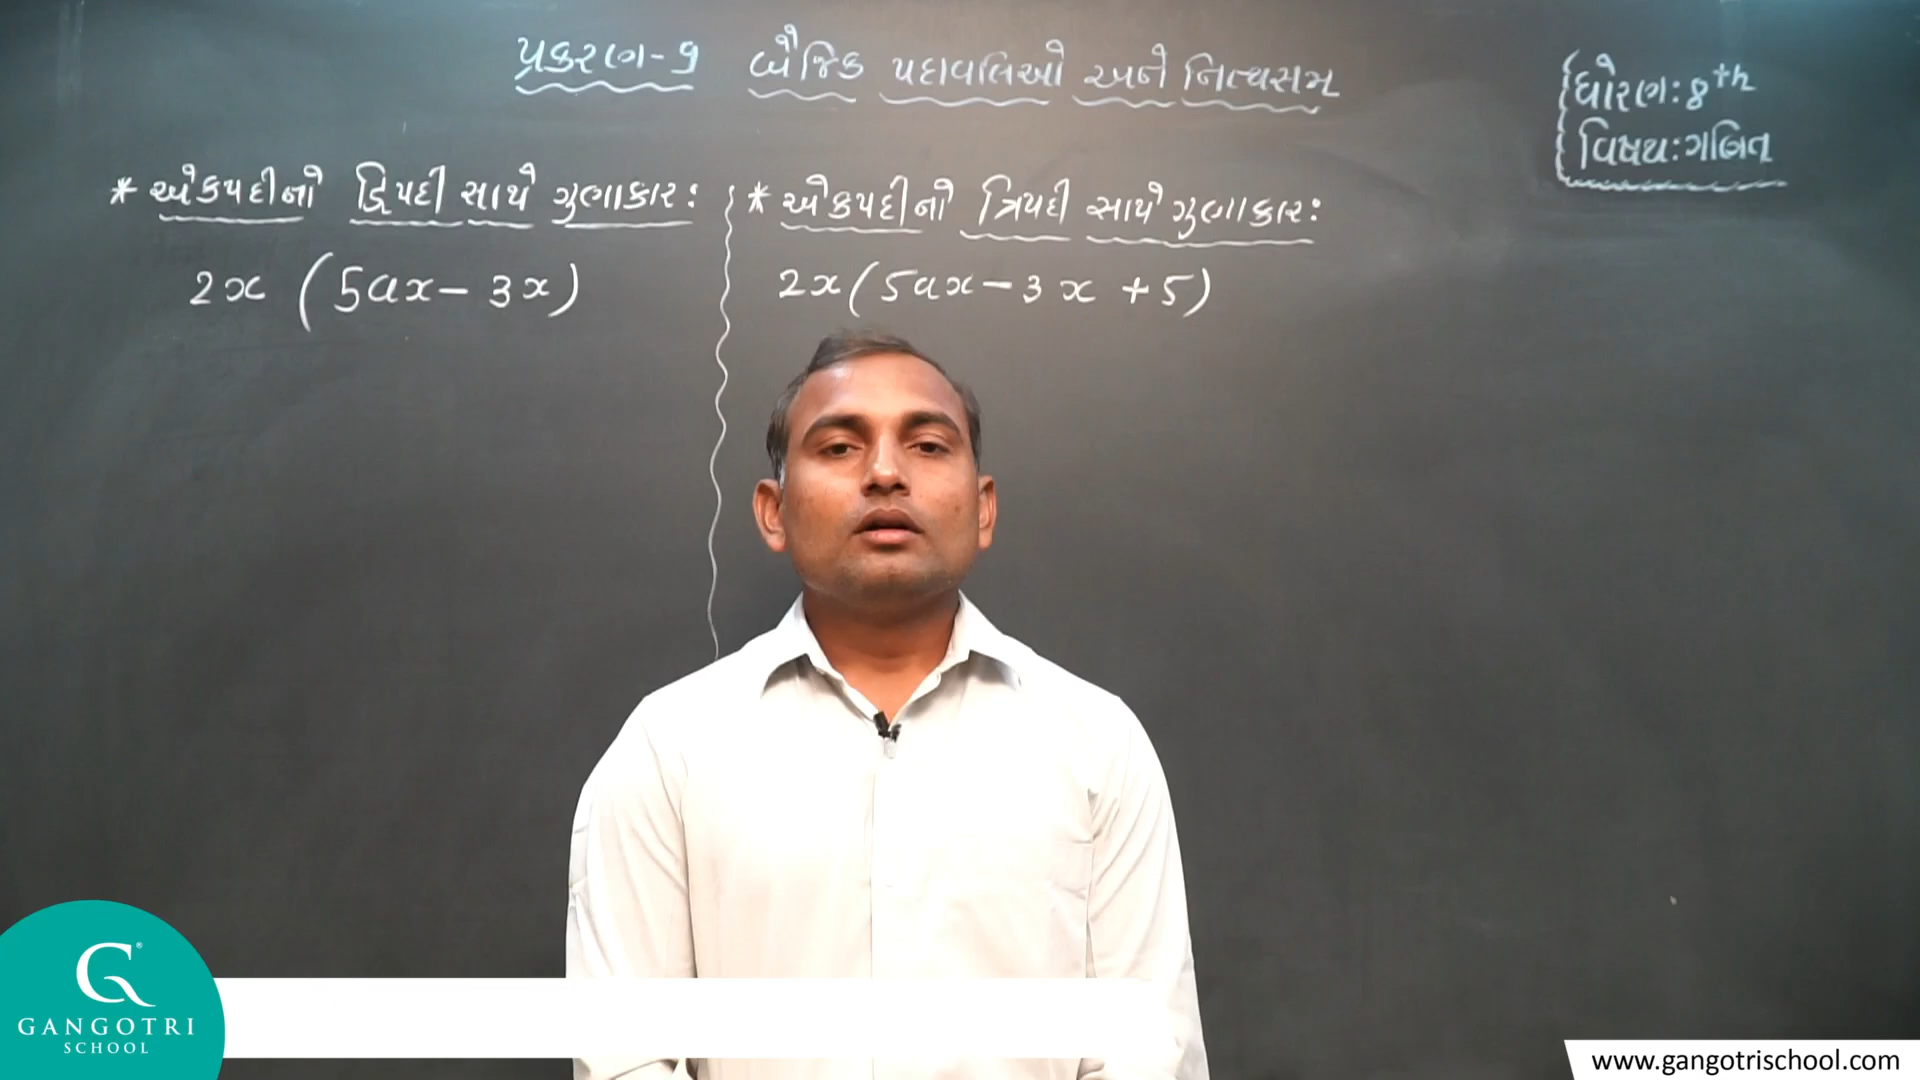 પ્રકરણ-૧ બૈજિક પદાવલિઓ અને નિત્યસમ
ધોરણ: 8th
વિષય: ગણિત
* એકપદીનો દ્વિપદી સાથે ગુણાકાર:
2x (5ax - 3x)
* એકપદીનો ત્રિપદી સાથે ગુણાકાર:
2x (5ax - 3x + 5)
G®
GANGOTRI
SCHOOL
www.gangotrischool.com